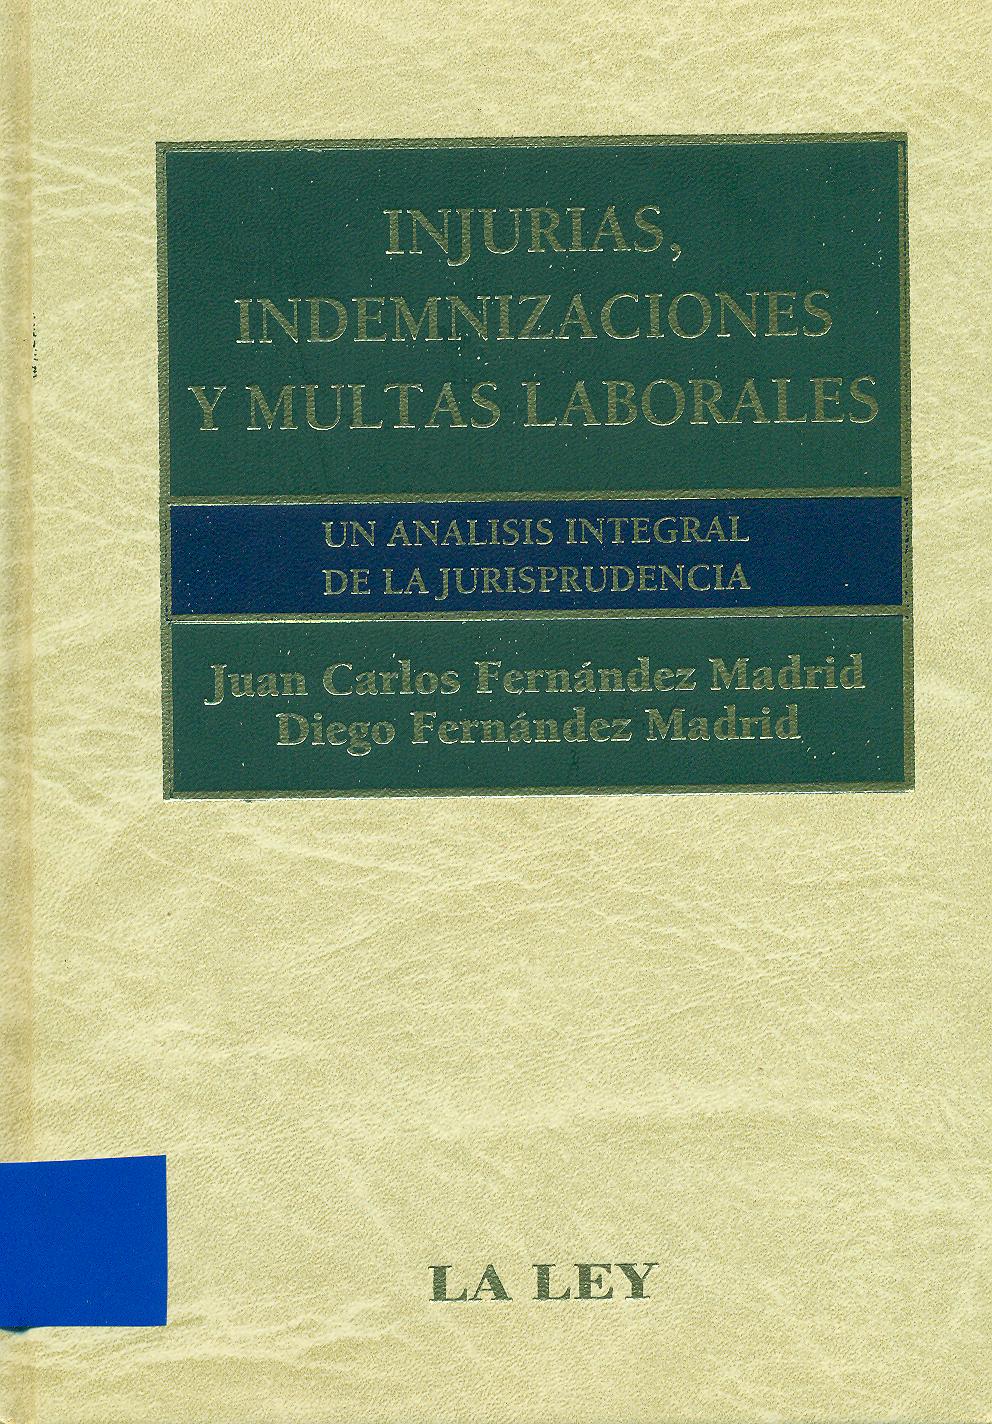 INJURIAS,
INDEMNIZACIONES
Y MULTAS LABORALES
UN ANALISIS INTEGRAL
DE LA JURISPRUDENCIA
Juan Carlos Fernández Madrid
Diego Fernández Madrid
LA LEY